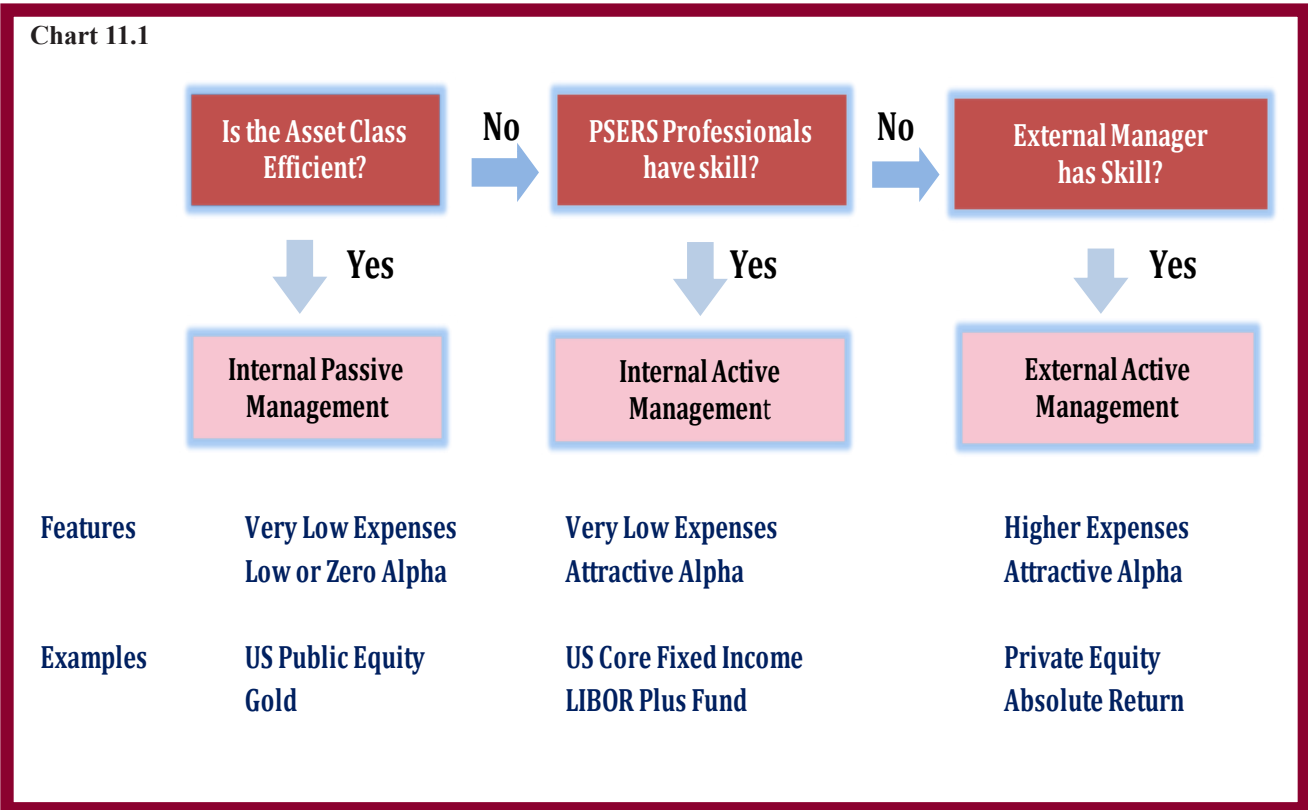 Chart 11.1
Is the Asset Class
Efficient?
No
PSERS Professionals
have skill?
No
External Manager
has Skill?
Yes
Yes
Yes
Internal Passive
Management
Internal Active
Management
External Active
Management
Features
Very Low Expenses
Low or Zero Alpha
Very Low Expenses
Attractive Alpha
Higher Expenses
Attractive Alpha
Examples
US Public Equity
Gold
US Core Fixed Income
LIBOR Plus Fund
Private Equity
Absolute Return